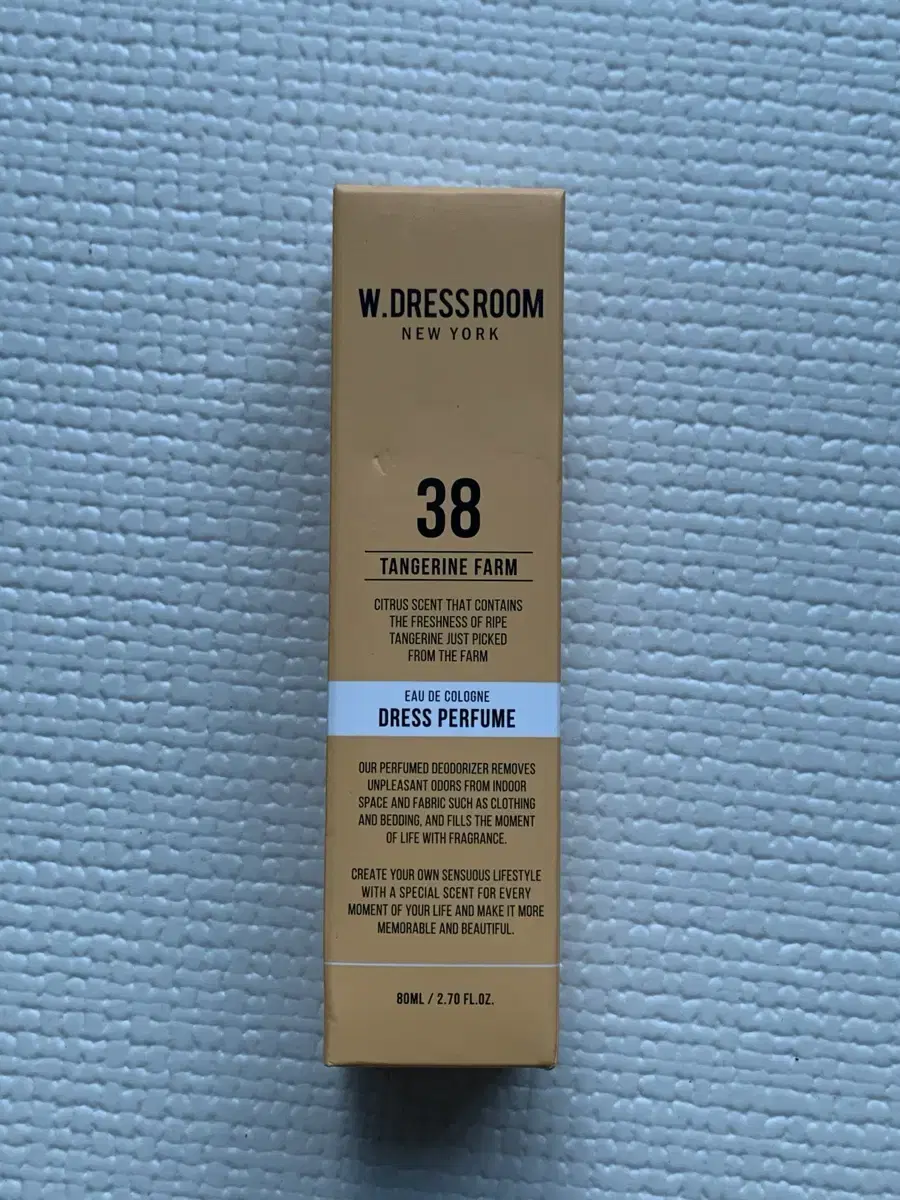 W.DRESSROOM
NEW YORK
38
TANGERINE FARM
CITRUS SCENT THAT CONTAINS
THE FRESHNESS OF RIPE
TANGERINE JUST PICKED
FROM THE FARM
EAU DE COLOGNE
DRESS PERFUME
OUR PERFUMED DEODORIZER REMOVES
UNPLEASANT ODORS FROM INDOOR
SPACE AND FABRIC SUCH AS CLOTHING
AND BEDDING, AND FILLS THE MOMENT
OF LIFE WITH FRAGRANCE.
CREATE YOUR OWN SENSUOUS LIFESTYLE
WITH A SPECIAL SCENT FOR EVERY
MOMENT OF YOUR LIFE AND MAKE IT MORE
MEMORABLE AND BEAUTIFUL.
80ML / 2.70 FL.OZ.